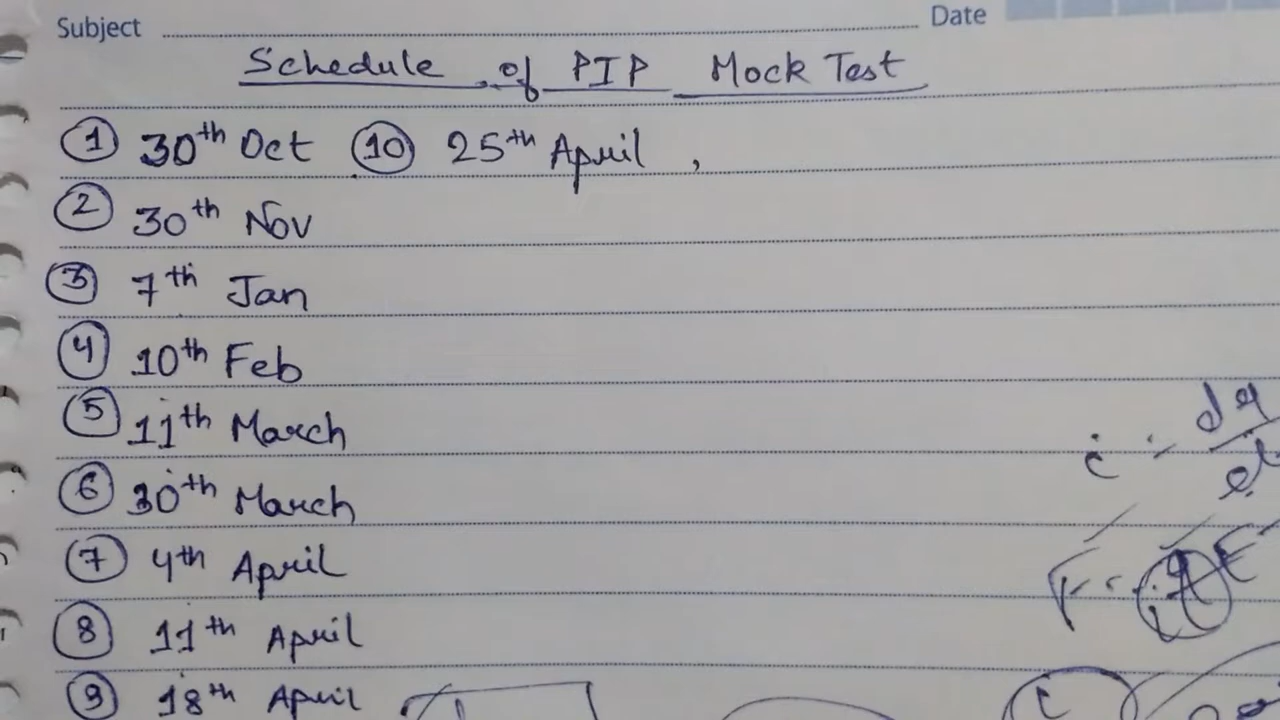 Subject Date
Schedule of PIP Mock Test
① 30th Oct ⑩ 25th April ,
② 30th Nov
③ 7th Jan
④ 10th Feb
⑤ 11th March
⑥ 30th March
⑦ 4th April
⑧ 11th April
⑨ 18th April